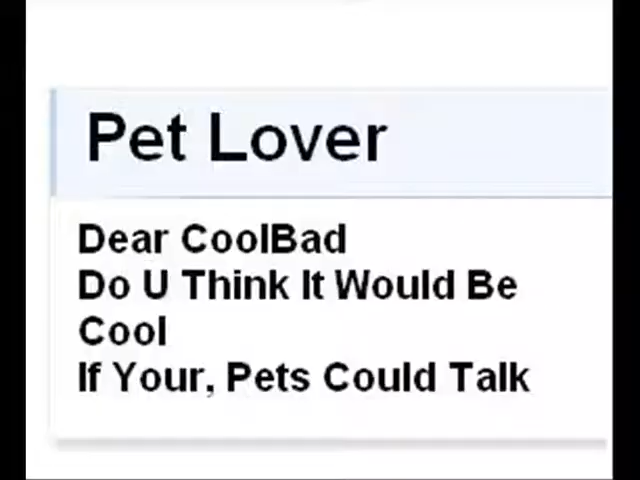 Pet Lover
Dear CoolBad
Do U Think It Would Be
Cool
If Your, Pets Could Talk